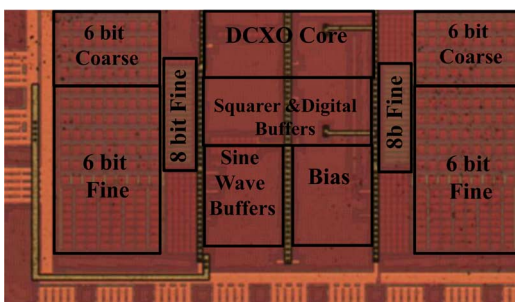 6 bit
Coarse
6 bit
Fine
8 bit Fine
DCXO Core
Squarer &Digital
Buffers
Sine
Wave
Buffers
Bias
8b Fine
6 bit
Coarse
6 bit
Fine